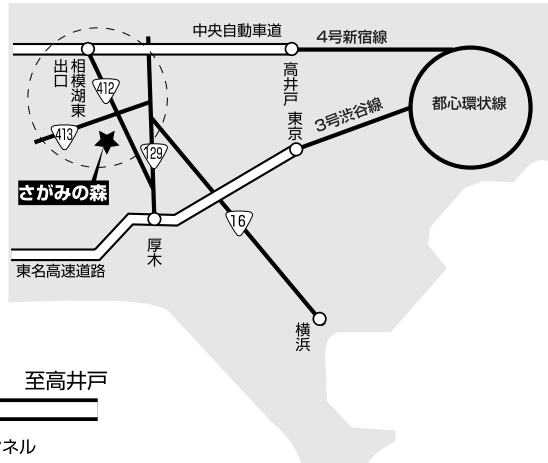 中央自動車道
4号新宿線
相模湖東
出口
高井戸
412
都心環状線
東京
3号渋谷線
413
129
さがみの森
16
厚木
東名高速道路
横浜
至高井戸
ネル